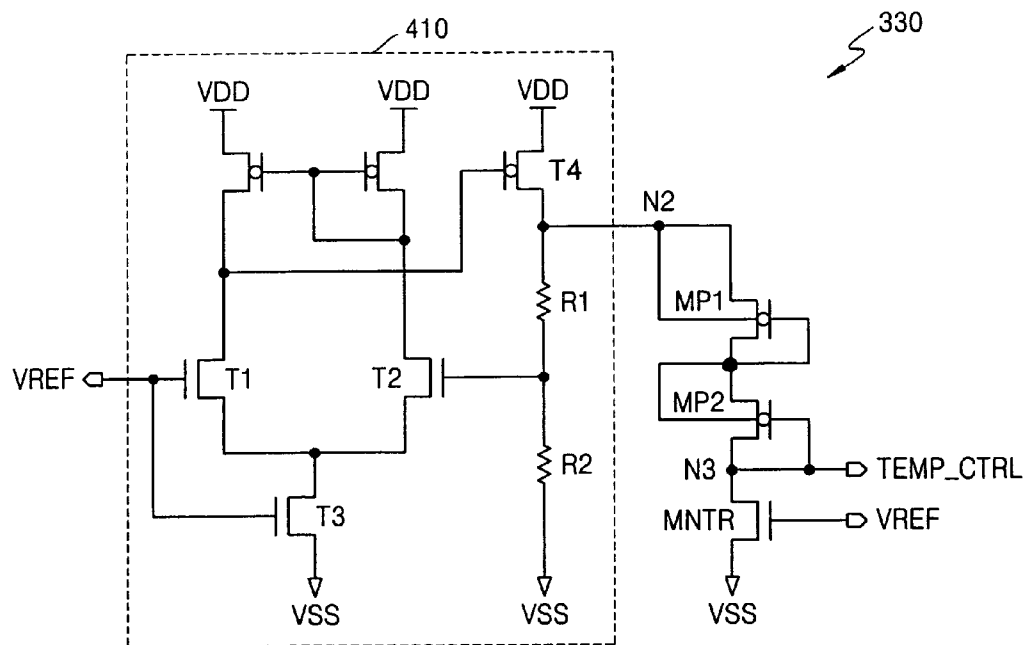 410
330
VDD
VDD
VDD
T4
N2
R1
MP1
VREF
T1
T2
MP2
R2
N3
TEMP_CTRL
T3
MNTR
VREF
VSS
VSS
VSS